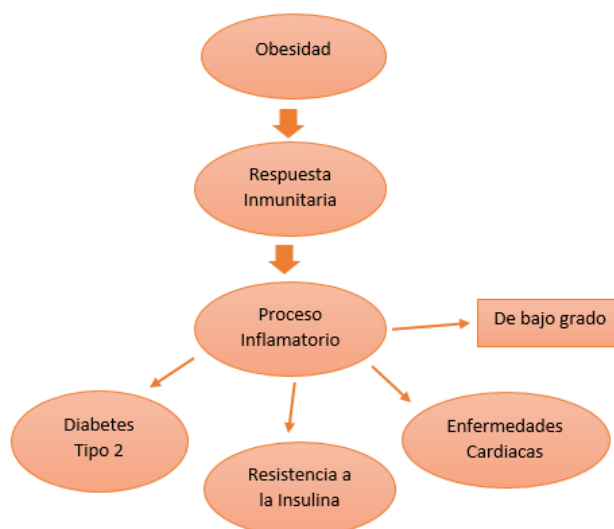 Obesidad
Respuesta
Inmunitaria
Proceso
Inflamatorio
De bajo grado
Diabetes
Tipo 2
Resistencia a
la Insulina
Enfermedades
Cardiacas